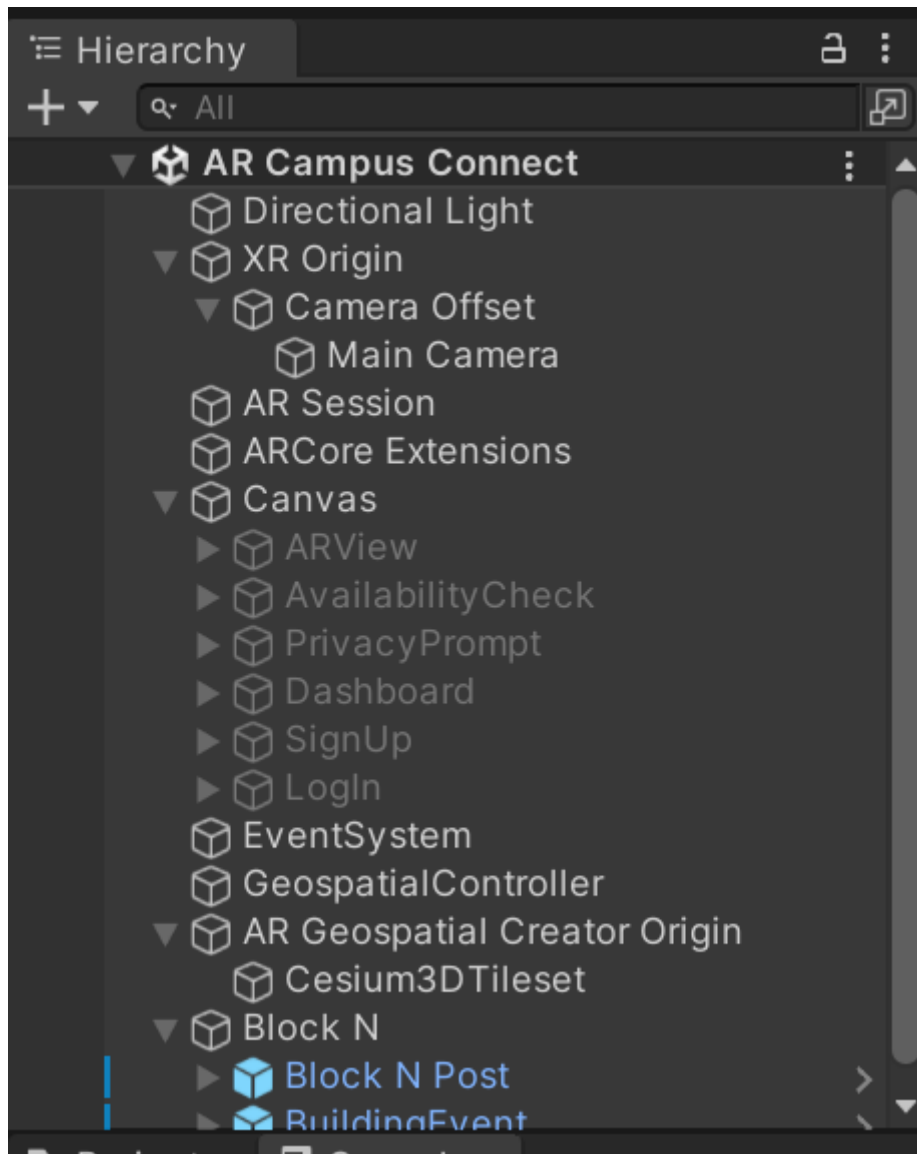 Hierarchy
All
AR Campus Connect
Directional Light
XR Origin
Camera Offset
Main Camera
AR Session
ARCore Extensions
Canvas
ARView
AvailabilityCheck
PrivacyPrompt
Dashboard
SignUp
LogIn
EventSystem
GeospatialController
AR Geospatial Creator Origin
Cesium3DTileset
Block N
Block N Post
BuildingEvent